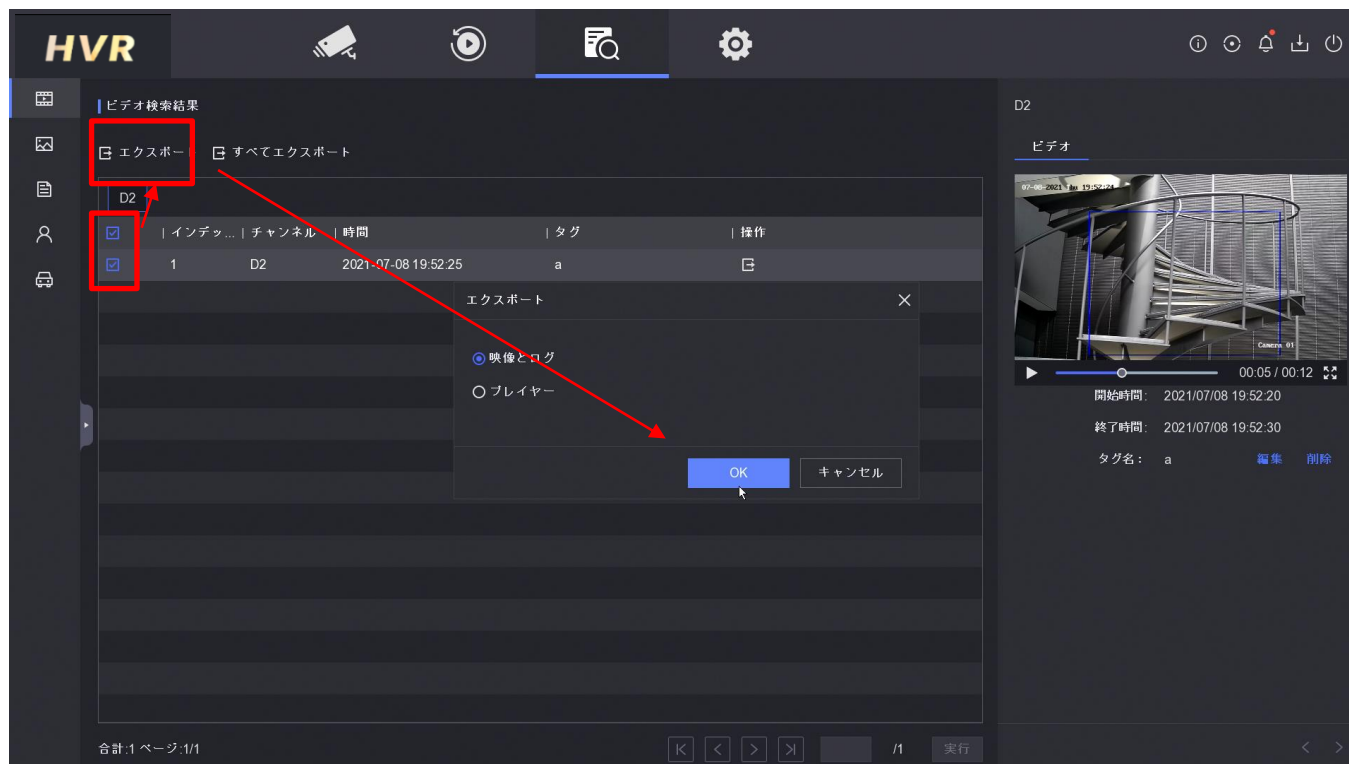 HVR
ビデオ検索結果
エクスポート すべてエクスポート
D2
インデッ... | チャンネル | 時間 | タグ | 操作
1 D2 2021-07-08 19:52:25 a
エクスポート
映像とログ
プレイヤー
OK キャンセル
合計:1 ページ:1/1
/1 実行
D2
ビデオ
07-08-2021 19:52:24
Camera 01
00:05 / 00:12
開始時間: 2021/07/08 19:52:20
終了時間: 2021/07/08 19:52:30
タグ名: a 編集 削除